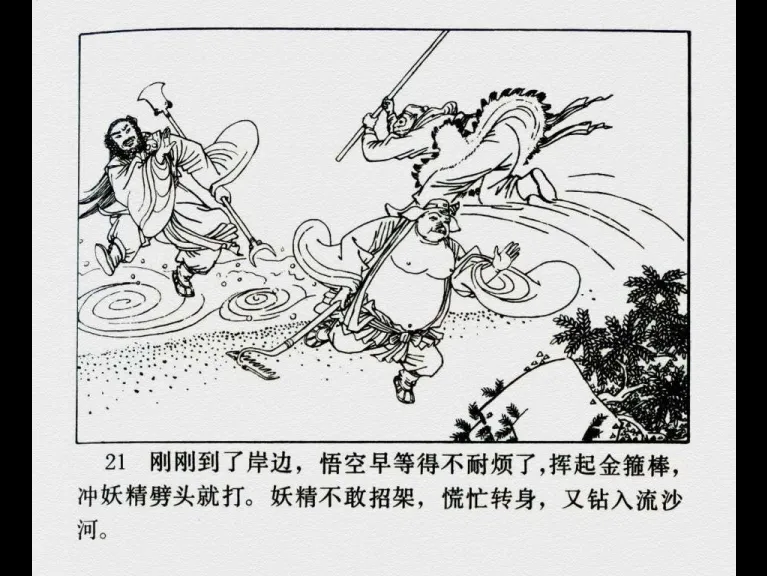 21 刚刚到了岸边，悟空早等得不耐烦了，挥起金箍棒，
冲妖精劈头就打。妖精不敢招架，慌忙转身，又钻入流沙
河。